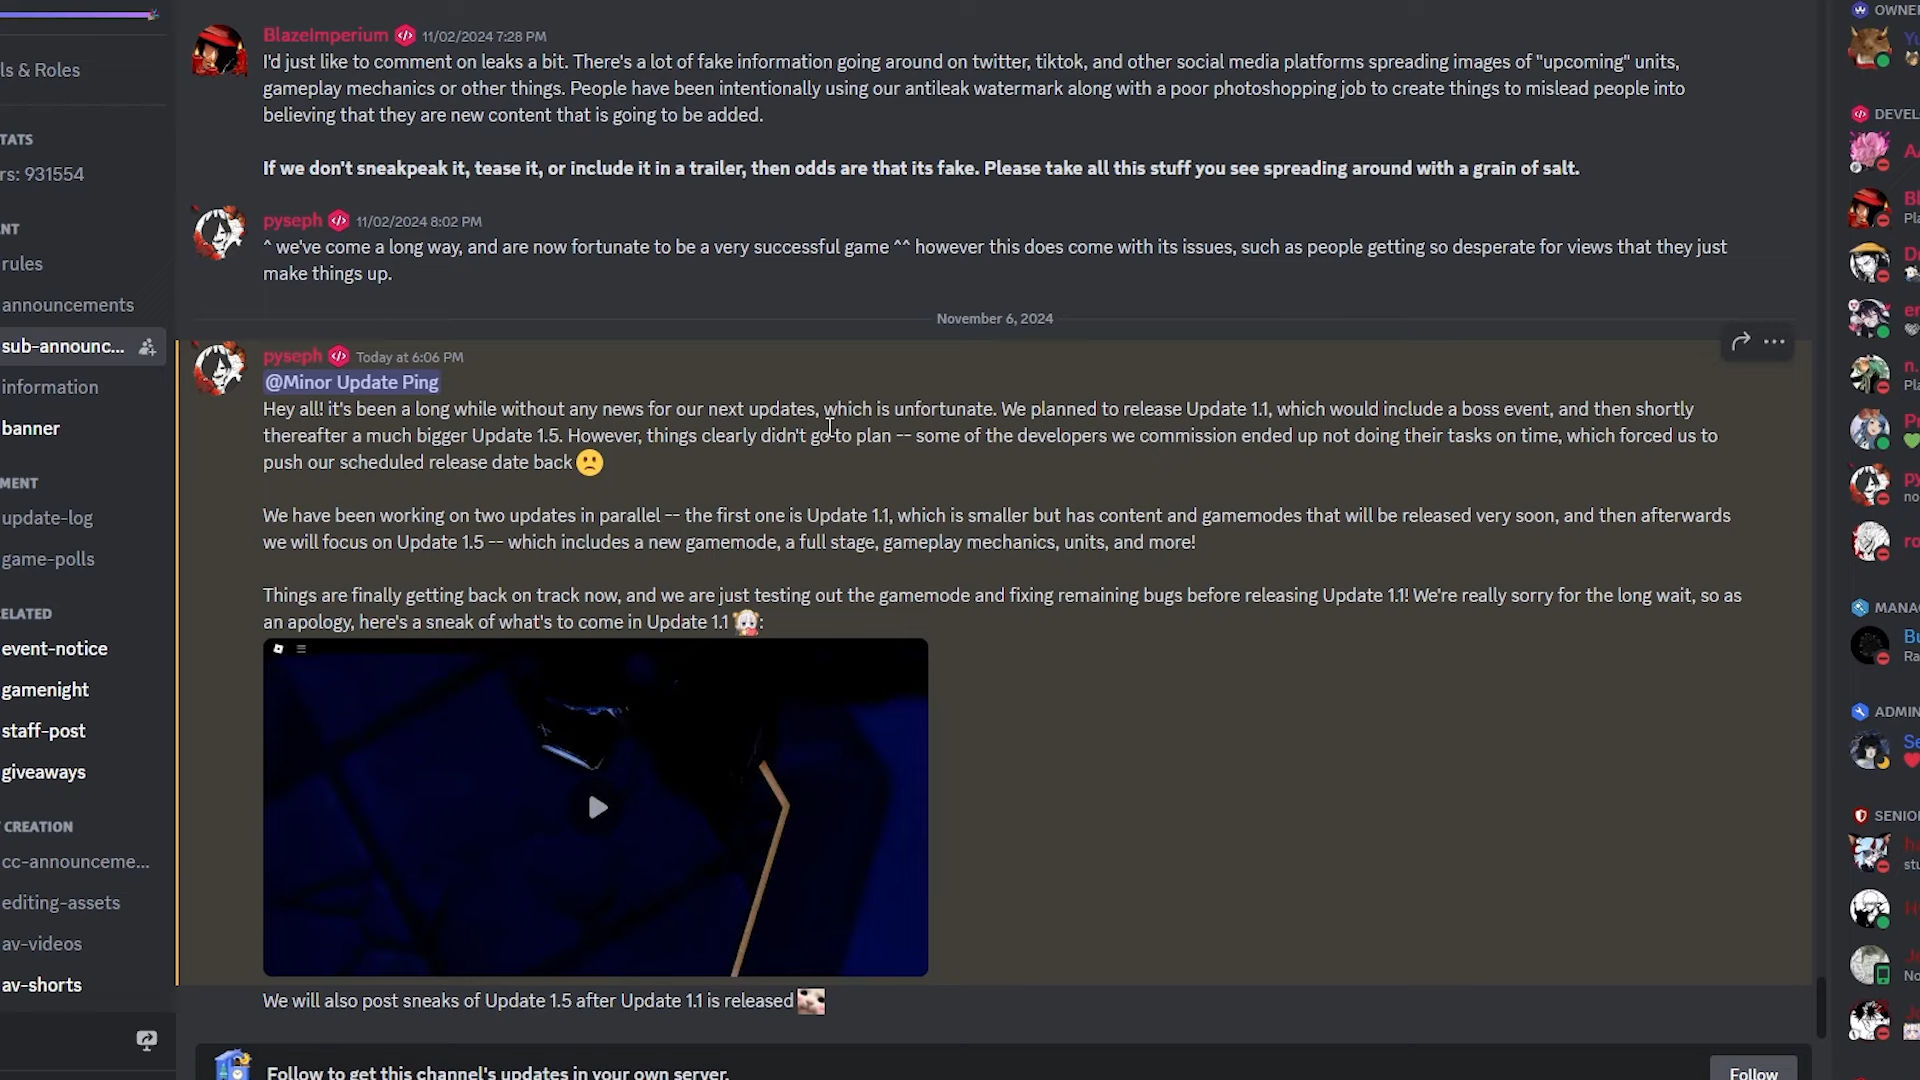 ls & Roles
TATS
rs: 931554
NT
rules
announcements
sub-announc...
information
banner
MENT
update-log
game-polls
ELATED
event-notice
gamenight
staff-post
giveaways
CREATION
cc-announceme...
editing-assets
av-videos
av-shorts
BlazeImperium 11/02/2024 7:28 PM
I'd just like to comment on leaks a bit. There's a lot of fake information going around on twitter, tiktok, and other social media platforms spreading images of "upcoming" units,
gameplay mechanics or other things. People have been intentionally using our antileak watermark along with a poor photoshopping job to create things to mislead people into
believing that they are new content that is going to be added.
If we don't sneakpeak it, tease it, or include it in a trailer, then odds are that its fake. Please take all this stuff you see spreading around with a grain of salt.
pyseph 11/02/2024 8:02 PM
^ we've come a long way, and are now fortunate to be a very successful game ^^ however this does come with its issues, such as people getting so desperate for views that they just
make things up.
November 6, 2024
pyseph Today at 6:06 PM
@Minor Update Ping
Hey all! it's been a long while without any news for our next updates, which is unfortunate. We planned to release Update 1.1, which would include a boss event, and then shortly
thereafter a much bigger Update 1.5. However, things clearly didn't go to plan -- some of the developers we commission ended up not doing their tasks on time, which forced us to
push our scheduled release date back
We have been working on two updates in parallel -- the first one is Update 1.1, which is smaller but has content and gamemodes that will be released very soon, and then afterwards
we will focus on Update 1.5 -- which includes a new gamemode, a full stage, gameplay mechanics, units, and more!
Things are finally getting back on track now, and we are just testing out the gamemode and fixing remaining bugs before releasing Update 1.1! We're really sorry for the long wait, so as
an apology, here's a sneak of what's to come in Update 1.1 :
We will also post sneaks of Update 1.5 after Update 1.1 is released
Follow to get this channel's updates in your own server.
Follow
OWNE
DEVEL
Bl
Pla
n.
Pla
py
no
ro
MANA
Bu
Ra
ADMIN
Se
SENIO
ha
stu
No